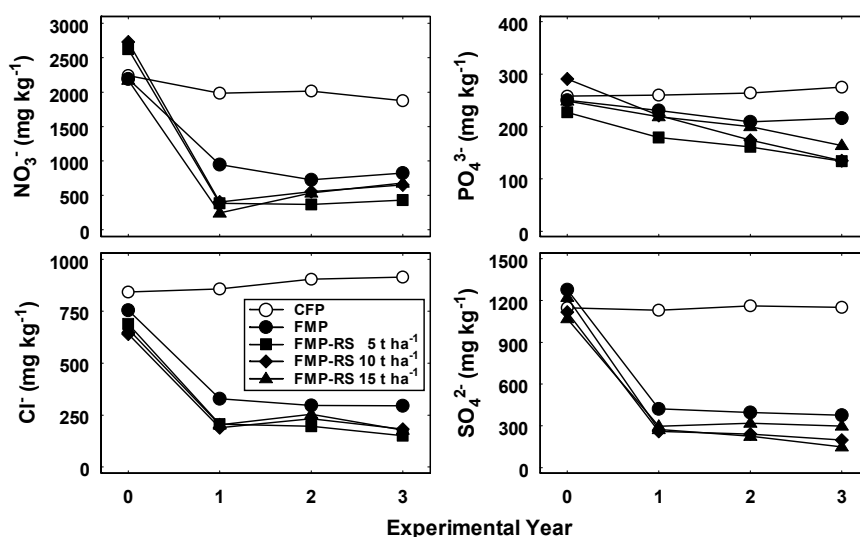 NO₃⁻ (mg kg⁻¹)
3000
2500
2000
1500
1000
500
0
PO₄³⁻ (mg kg⁻¹)
400
300
200
100
0
Cl⁻ (mg kg⁻¹)
1000
750
500
250
0
CFP
FMP
FMP-RS 5 t ha⁻¹
FMP-RS 10 t ha⁻¹
FMP-RS 15 t ha⁻¹
0 1 2 3
SO₄²⁻ (mg kg⁻¹)
1500
1200
900
600
300
0
0 1 2 3
Experimental Year